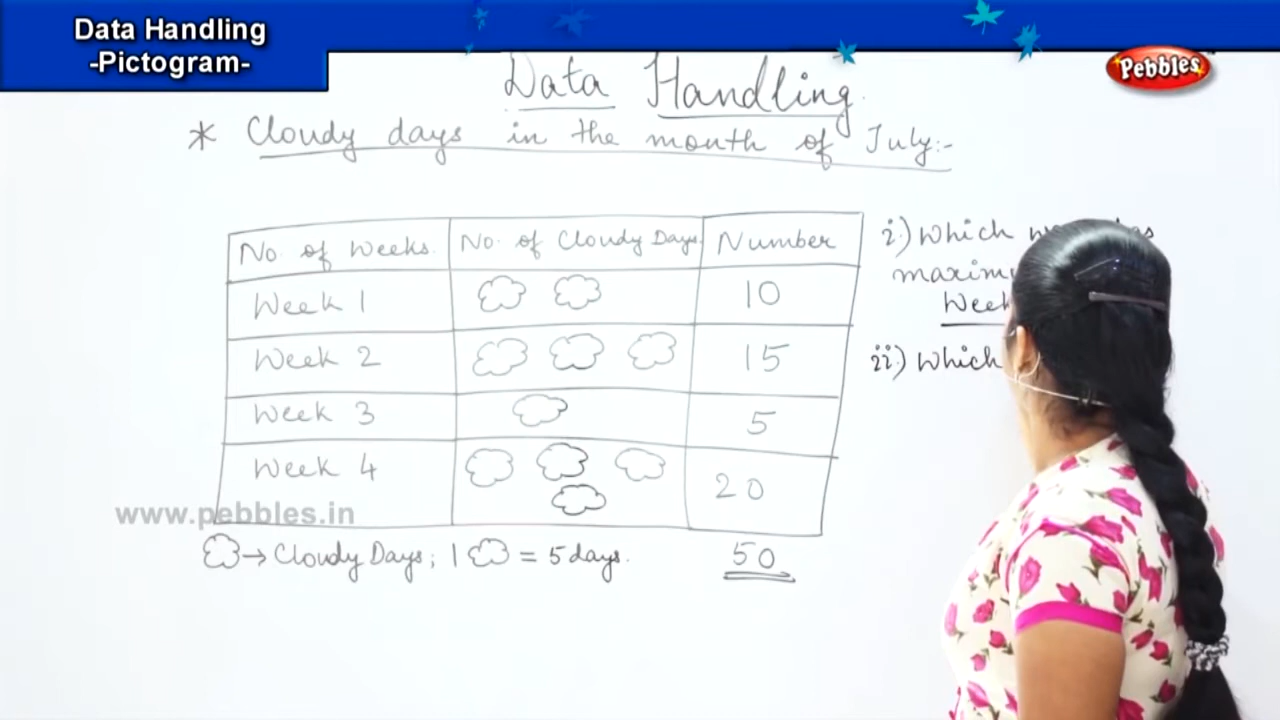 Data Handling
-Pictogram-
Pebbles
Data Handling
* Cloudy days in the month of July:-
No. of Weeks. No. of Cloudy Days Number
Week 1 10
Week 2 15
Week 3 5
Week 4 20
50
→ Cloudy Days; 1 = 5 days.
i.) Which
ii.) Which
www.pebbles.in